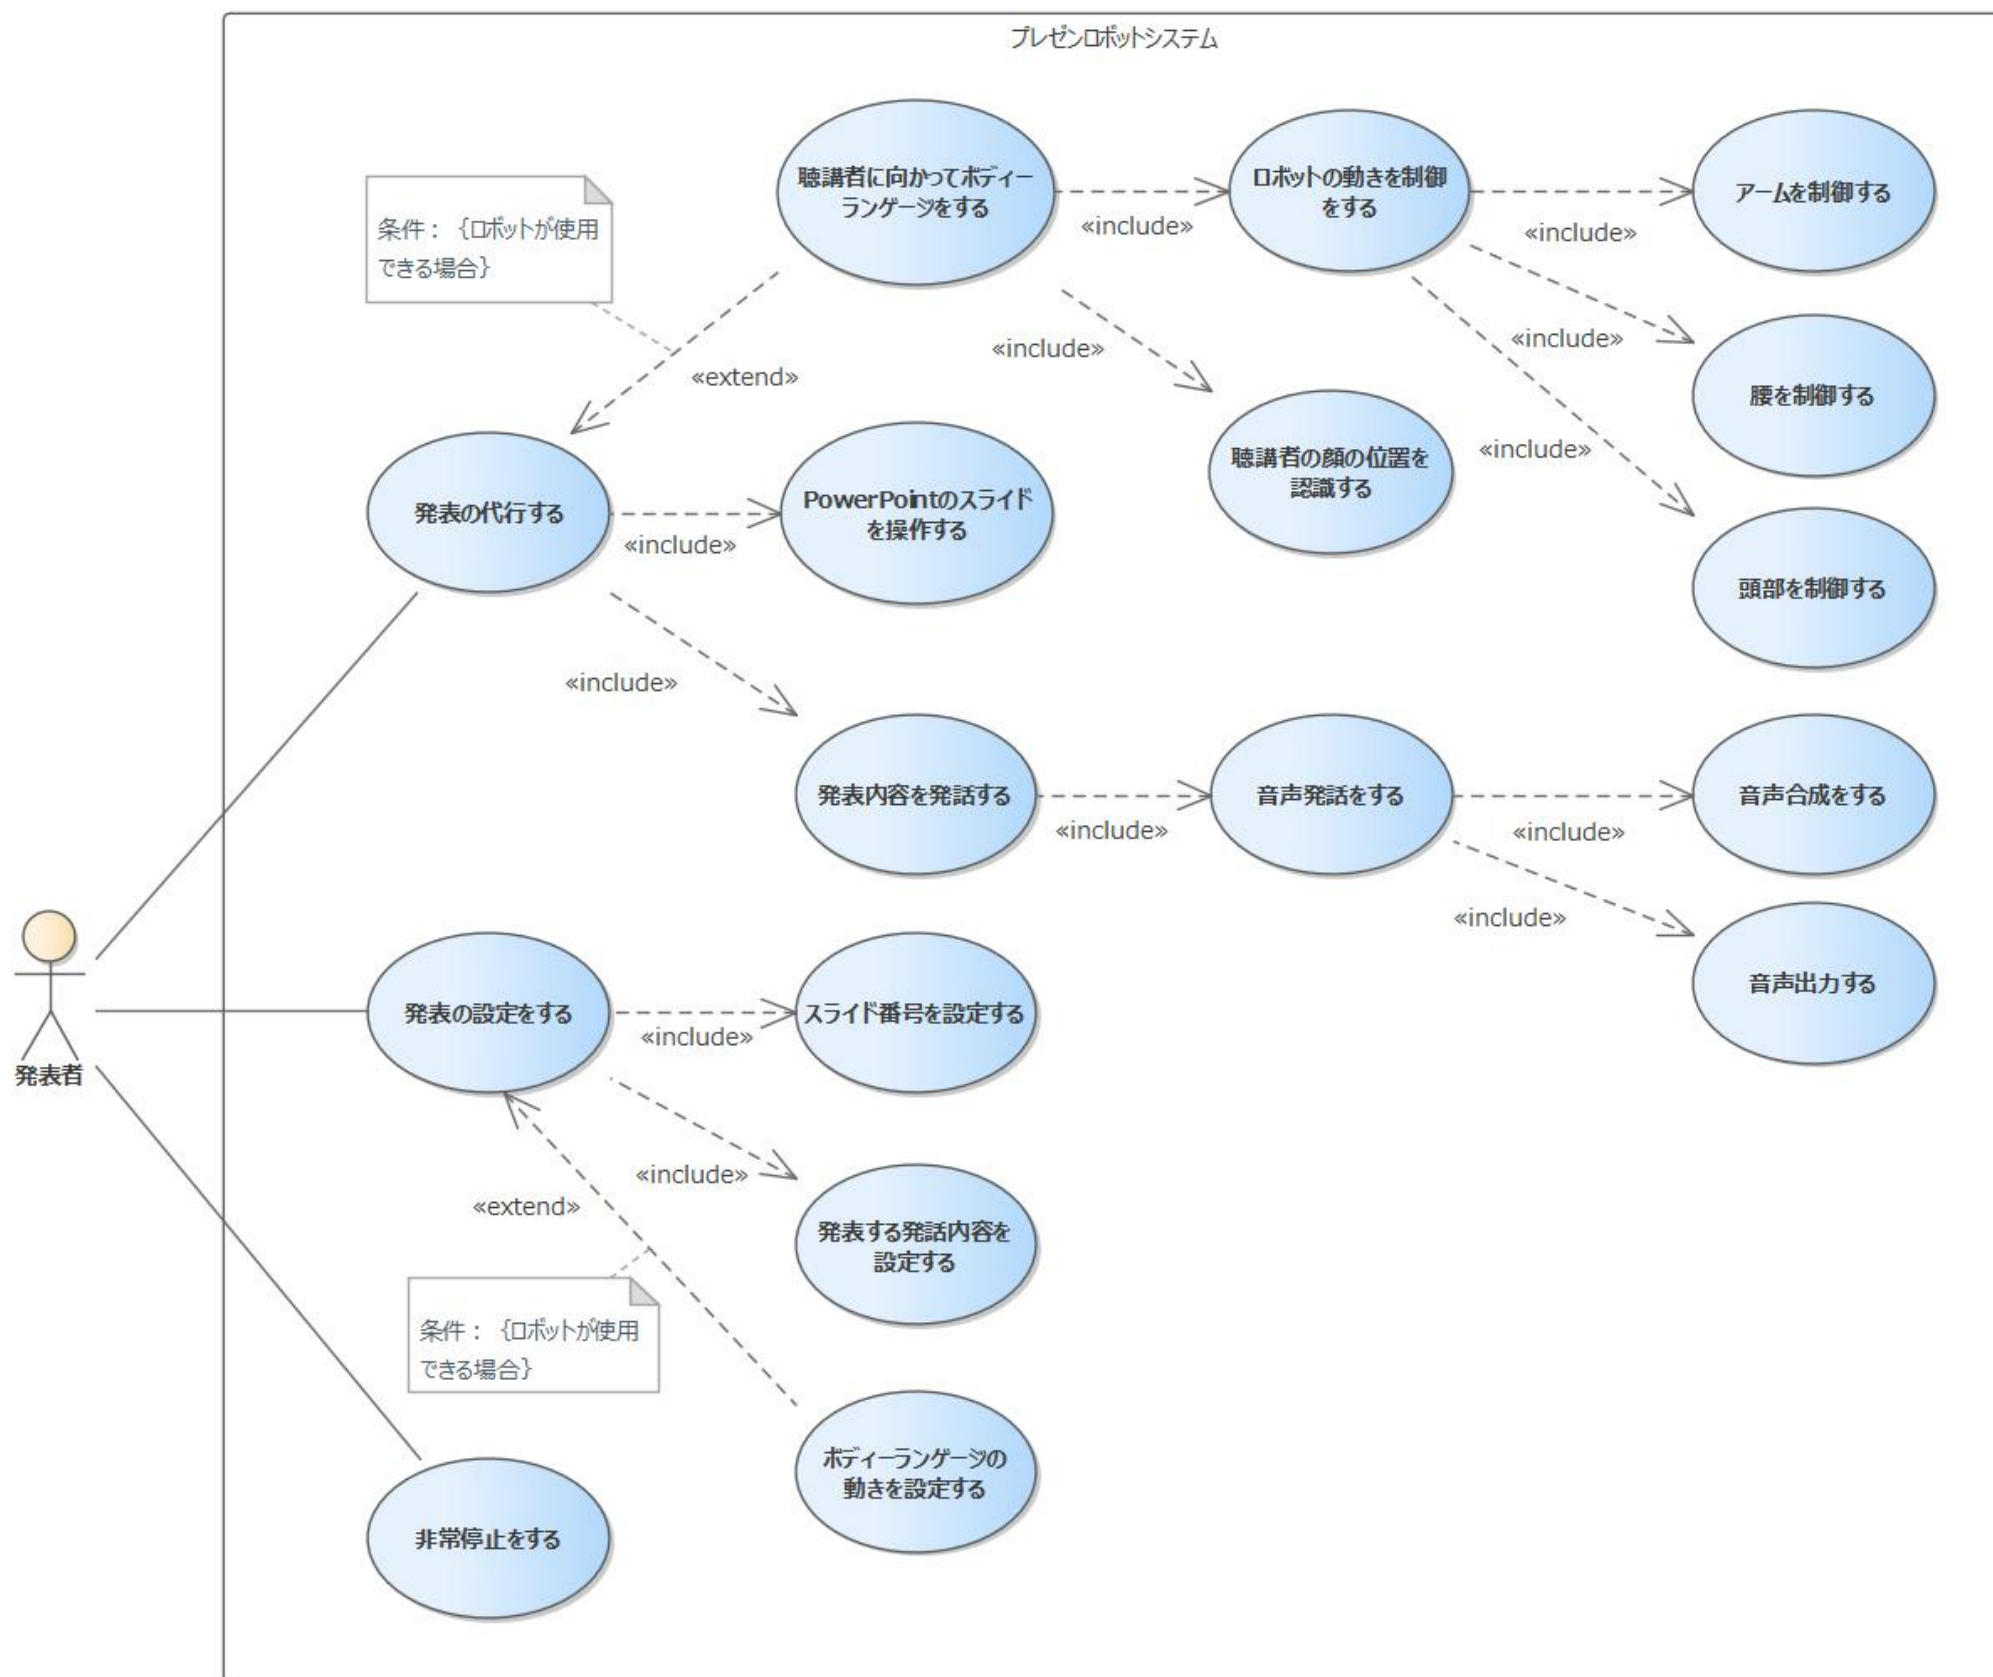 プレゼンロボットシステム
条件： {ロボットが使用
できる場合}
聴講者に向かってボディー
ランゲージをする
«include»
ロボットの動きを制御
をする
«include»
アームを制御する
«extend»
«include»
«include»
腰を制御する
発表の代行する
«include»
PowerPointのスライド
を操作する
聴講者の顔の位置を
認識する
«include»
頭部を制御する
«include»
発表内容を発話する
«include»
音声発話をする
«include»
音声合成をする
«include»
音声出力する
発表者
発表の設定をする
«include»
スライド番号を設定する
«include»
発表する発話内容を
設定する
«extend»
条件： {ロボットが使用
できる場合}
ボディーランゲージの
動きを設定する
非常停止をする